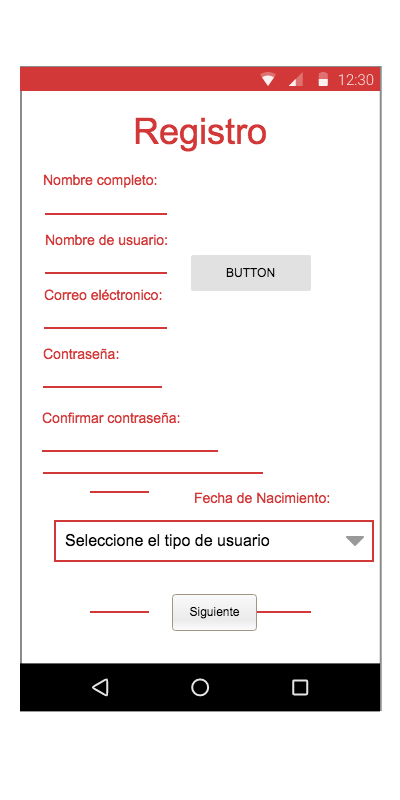 12:30
Registro
Nombre completo:
Nombre de usuario:
BUTTON
Correo eléctronico:
Contraseña:
Confirmar contraseña:
Fecha de Nacimiento:
Seleccione el tipo de usuario
Siguiente